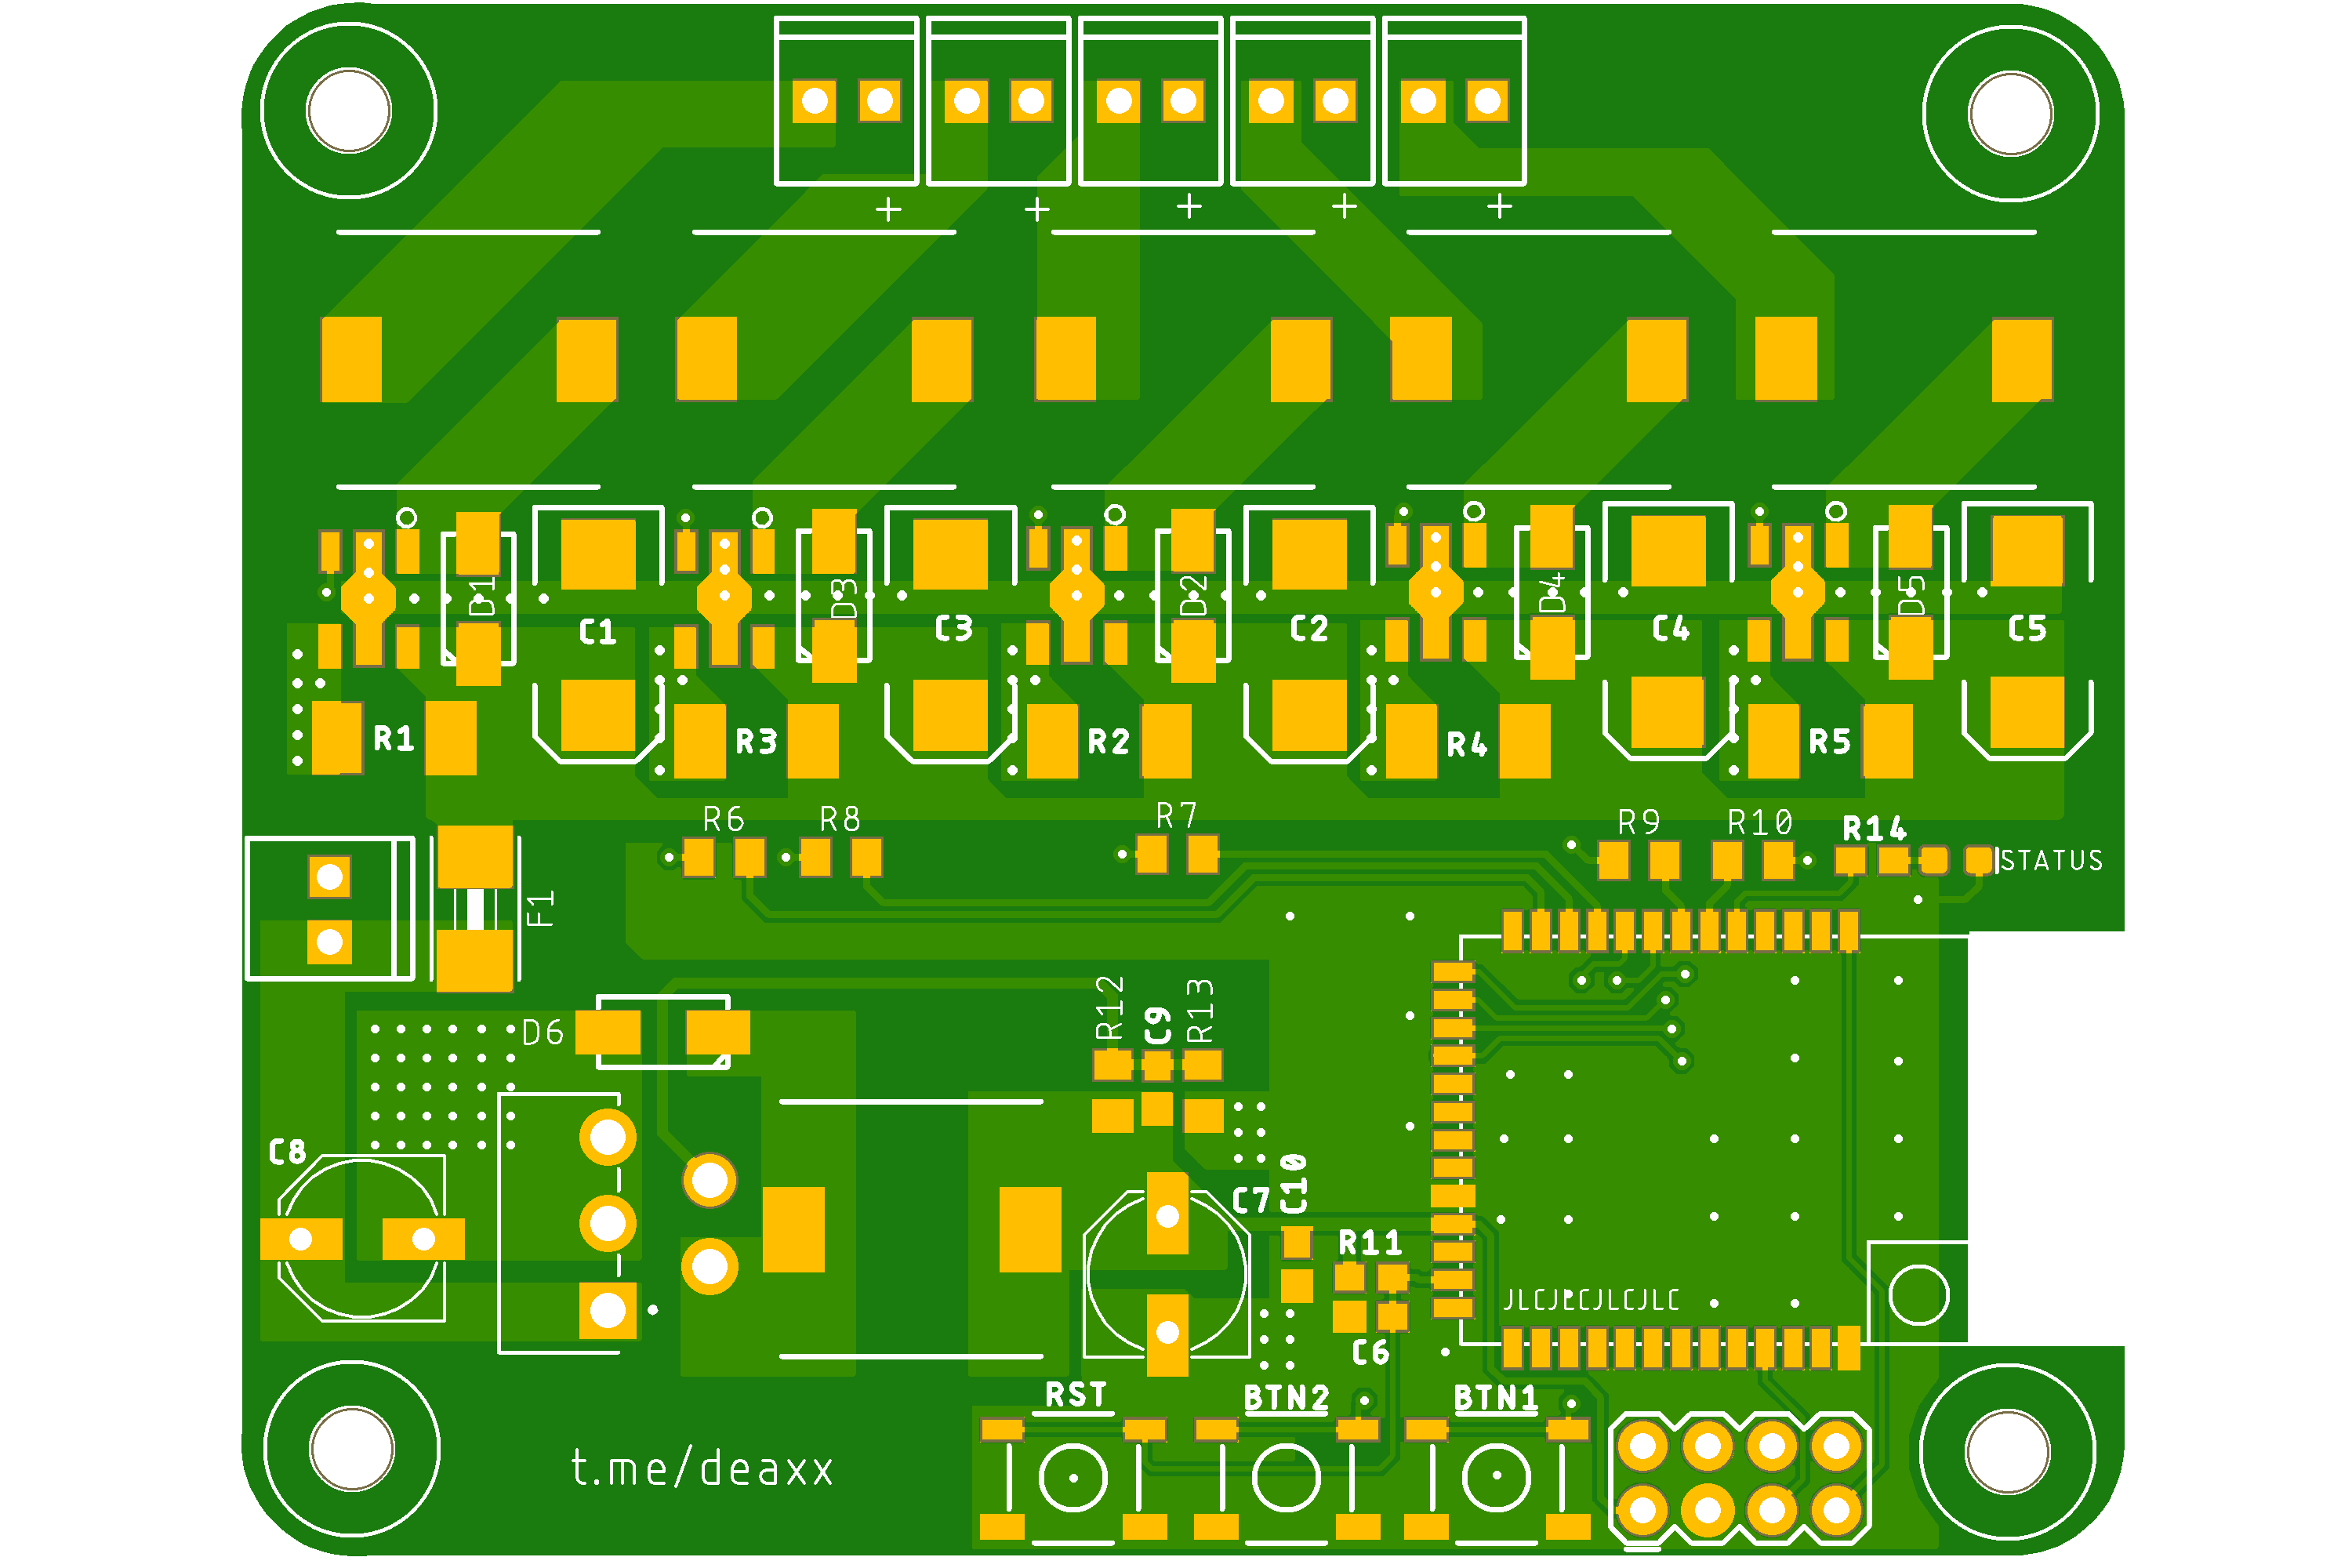 + + + + +
D1 D3 D2 D4 D5
C1 C3 C2 C4 C5
R1 R3 R2 R4 R5
R6 R8 R7 R9 R10 R14
STATUS
F1
R12 C9 R13
D6
C8
C7 C10
R11
JLCJLCJLCJLC
C6
RST BTN2 BTN1
t.me/deaxx